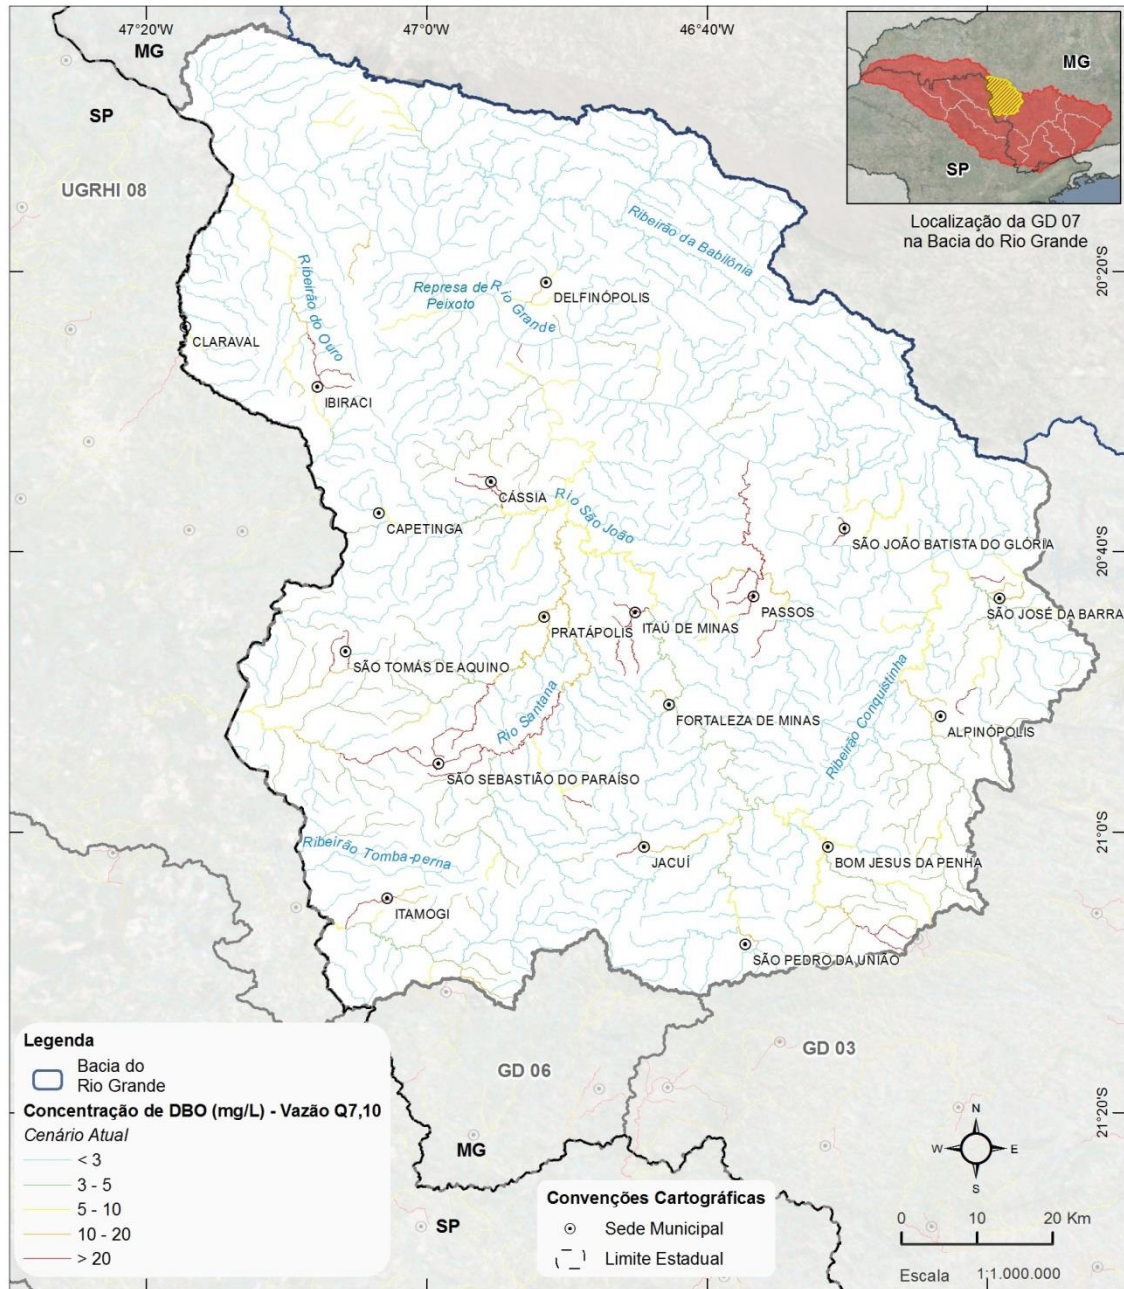 47°20'W
47°0'W
46°40'W
MG
SP
UGRHI 08
MG
SP
Localização da GD 07
na Bacia do Rio Grande
20°20'S
20°40'S
21°0'S
21°20'S
Ribeirão da Babilônia
Ribeirão do Ouro
Represa de
Peixoto
Rio Grande
DELFINÓPOLIS
CLARAVAL
IBIRACI
CÁSSIA
Rio São João
CAPETINGA
SÃO JOÃO BATISTA DO GLÓRIA
PASSOS
SÃO JOSÉ DA BARRA
PRATÁPOLIS
ITAÚ DE MINAS
SÃO TOMÁS DE AQUINO
Rio Santana
FORTALEZA DE MINAS
Ribeirão Conquistinha
ALPINÓPOLIS
SÃO SEBASTIÃO DO PARAÍSO
Ribeirão Tomba-perna
JACUÍ
BOM JESUS DA PENHA
ITAMOGI
SÃO PEDRO DA UNIÃO
GD 06
GD 03
MG
SP
Legenda
Bacia do
Rio Grande
Concentração de DBO (mg/L) - Vazão Q7,10
Cenário Atual
< 3
3 - 5
5 - 10
10 - 20
> 20
Convenções Cartográficas
Sede Municipal
Limite Estadual
N
W
E
S
0 10 20 Km
Escala 1:1.000.000